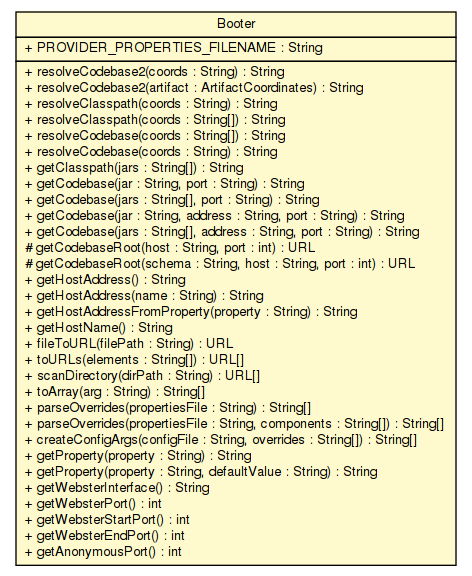 Booter
+ PROVIDER_PROPERTIES_FILENAME : String
+ resolveCodebase2(coords : String) : String
+ resolveCodebase2(artifact : ArtifactCoordinates) : String
+ resolveClasspath(coords : String) : String
+ resolveClasspath(coords : String[]) : String
+ resolveCodebase(coords : String[]) : String
+ resolveCodebase(coords : String) : String
+ getClasspath(jars : String[]) : String
+ getCodebase(jar : String, port : String) : String
+ getCodebase(jars : String[], port : String) : String
+ getCodebase(jar : String, address : String, port : String) : String
+ getCodebase(jars : String[], address : String, port : String) : String
# getCodebaseRoot(host : String, port : int) : URL
# getCodebaseRoot(schema : String, host : String, port : int) : URL
+ getHostAddress() : String
+ getHostAddress(name : String) : String
+ getHostAddressFromProperty(property : String) : String
+ getHostName() : String
+ fileToURL(filePath : String) : URL
+ toURLs(elements : String[]) : URL[]
+ scanDirectory(dirPath : String) : URL[]
+ toArray(arg : String) : String[]
+ parseOverrides(propertiesFile : String) : String[]
+ parseOverrides(propertiesFile : String, components : String[]) : String[]
+ createConfigArgs(configFile : String, overrides : String[]) : String[]
+ getProperty(property : String) : String
+ getProperty(property : String, defaultValue : String) : String
+ getWebsterInterface() : String
+ getWebsterPort() : int
+ getWebsterStartPort() : int
+ getWebsterEndPort() : int
+ getAnonymousPort() : int